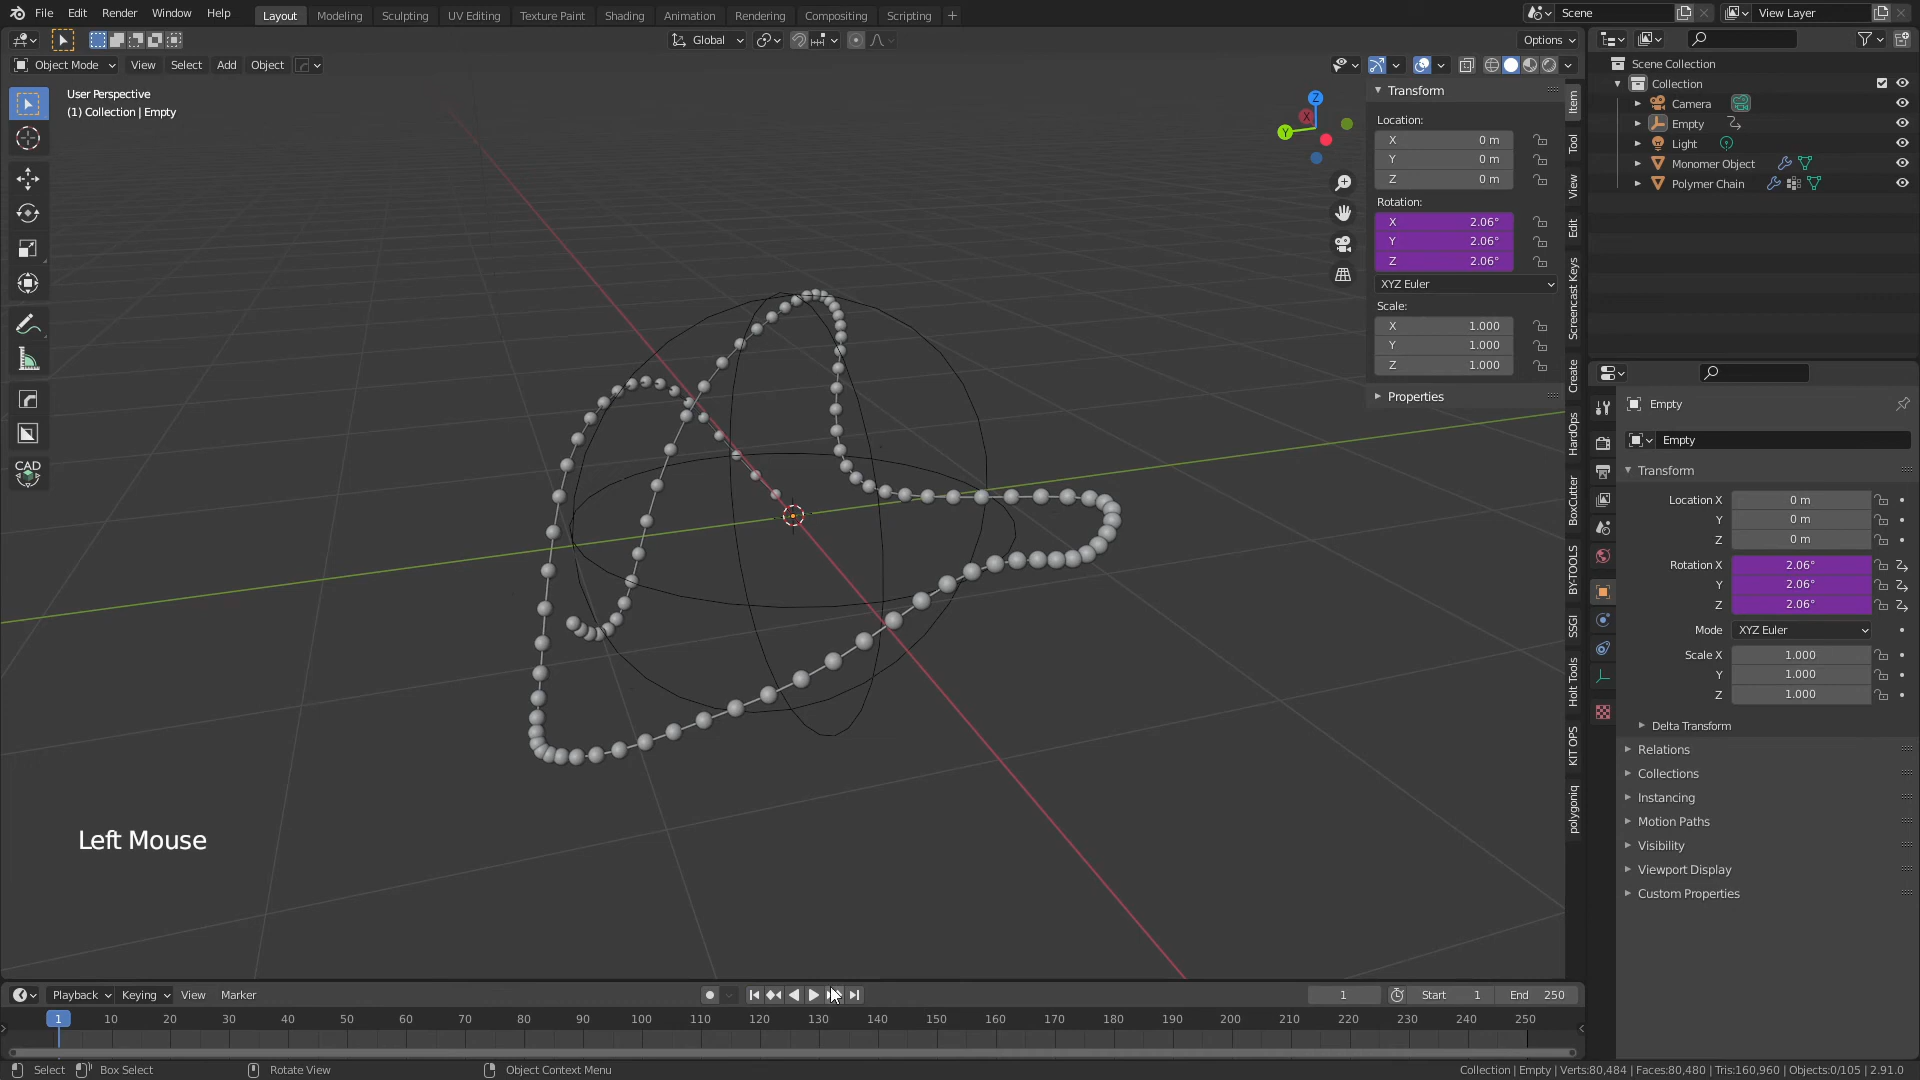 File Edit Render Window Help Layout Modeling Sculpting UV Editing Texture Paint Shading Animation Rendering Compositing Scripting + Scene View Layer
Global Options
Object Mode View Select Add Object
User Perspective
(1) Collection | Empty
CAD
Left Mouse
Z
X
Y
Transform
Location:
X 0 m
Y 0 m
Z 0 m
Rotation:
X 2.06°
Y 2.06°
Z 2.06°
XYZ Euler
Scale:
X 1.000
Y 1.000
Z 1.000
Properties
Item
Tool
View
Edit
Screencast Keys
Create
HardOps
BoxCutter
BY-TOOLS
SSGI
Holt Tools
KIT OPS
polygoniq
Scene Collection
Collection
Camera
Empty
Light
Monomer Object
Polymer Chain
Empty
Empty
Transform
Location X 0 m
Y 0 m
Z 0 m
Rotation X 2.06°
Y 2.06°
Z 2.06°
Mode XYZ Euler
Scale X 1.000
Y 1.000
Z 1.000
Delta Transform
Relations
Collections
Instancing
Motion Paths
Visibility
Viewport Display
Custom Properties
Playback Keying View Marker 1 Start 1 End 250
1 10 20 30 40 50 60 70 80 90 100 110 120 130 140 150 160 170 180 190 200 210 220 230 240 250
Select Box Select Rotate View Object Context Menu Collection | Empty | Verts:80,484 | Faces:80,480 | Tris:160,960 | Objects:0/105 | 2.91.0